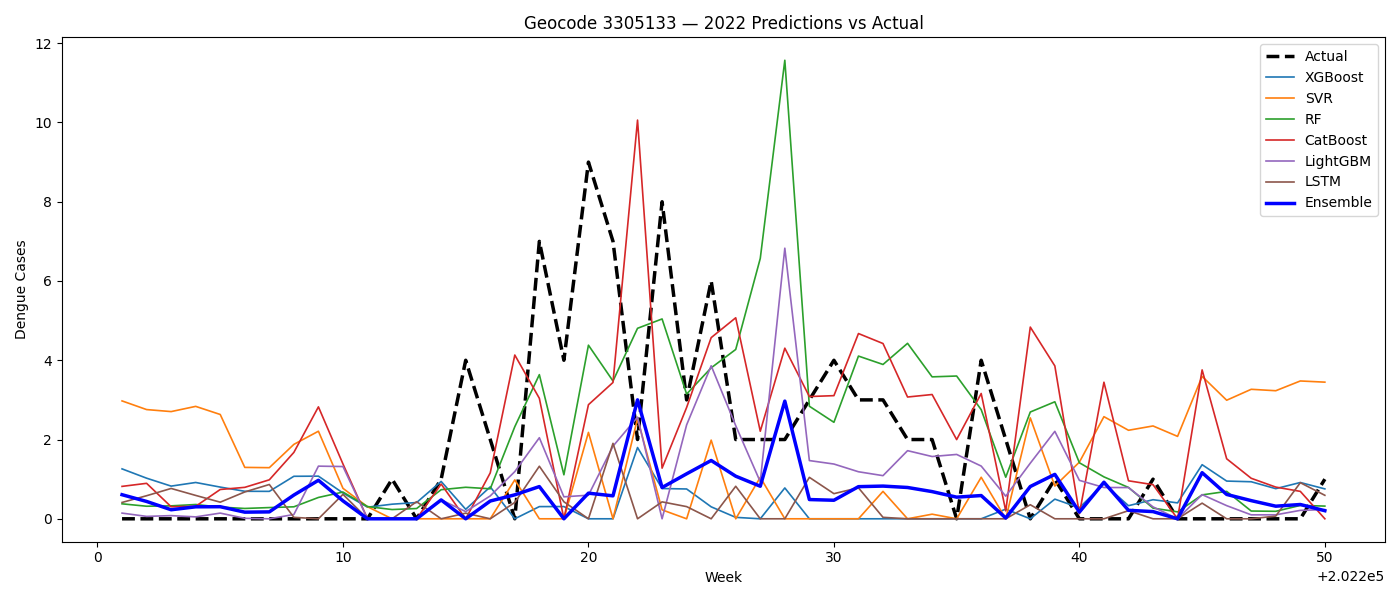 Geocode 3305133 — 2022 Predictions vs Actual
Dengue Cases
12
10
8
6
4
2
0
Actual
XGBoost
SVR
RF
CatBoost
LightGBM
LSTM
Ensemble
0 10 20 30 40 50
+2.022e5
Week